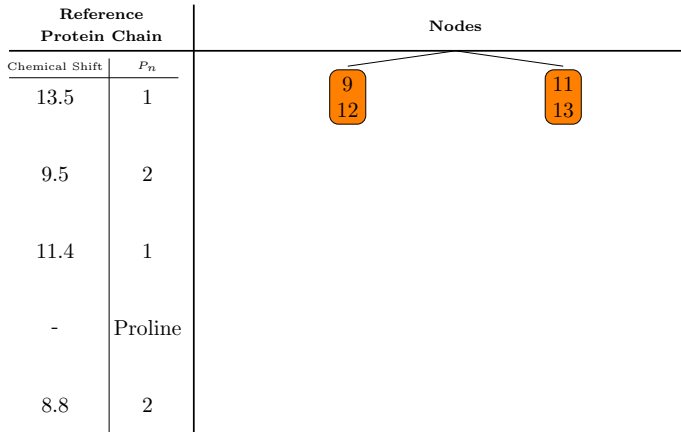 Reference
Protein Chain
Nodes
Chemical Shift Pₙ
13.5 1
9 11
12 13
9.5 2
11.4 1
- Proline
8.8 2